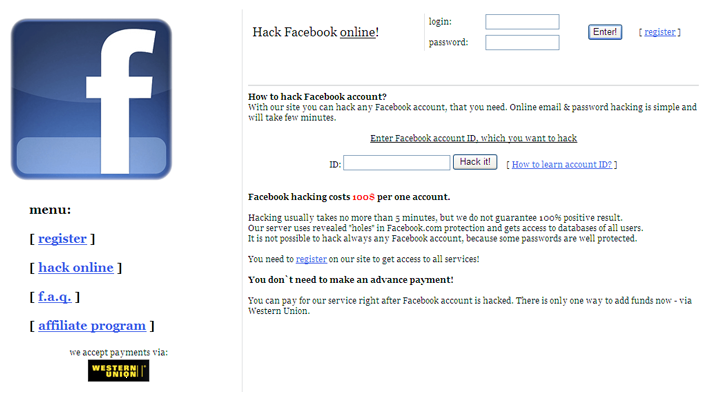 Hack Facebook online!
login:
password:
Enter!
[ register ]
How to hack Facebook account?
With our site you can hack any Facebook account, that you need. Online email & password hacking is simple and
will take few minutes.
Enter Facebook account ID, which you want to hack
ID:
Hack it!
[ How to learn account ID? ]
Facebook hacking costs 100$ per one account.
Hacking usually takes no more than 5 minutes, but we do not guarantee 100% positive result.
Our server uses revealed "holes" in Facebook.com protection and gets access to databases of all users.
It is not possible to hack always any Facebook account, because some passwords are well protected.
You need to register on our site to get access to all services!
You don`t need to make an advance payment!
You can pay for our service right after Facebook account is hacked. There is only one way to add funds now - via
Western Union.
f
menu:
[ register ]
[ hack online ]
[ f.a.q. ]
[ affiliate program ]
we accept payments via:
WESTERN
UNION